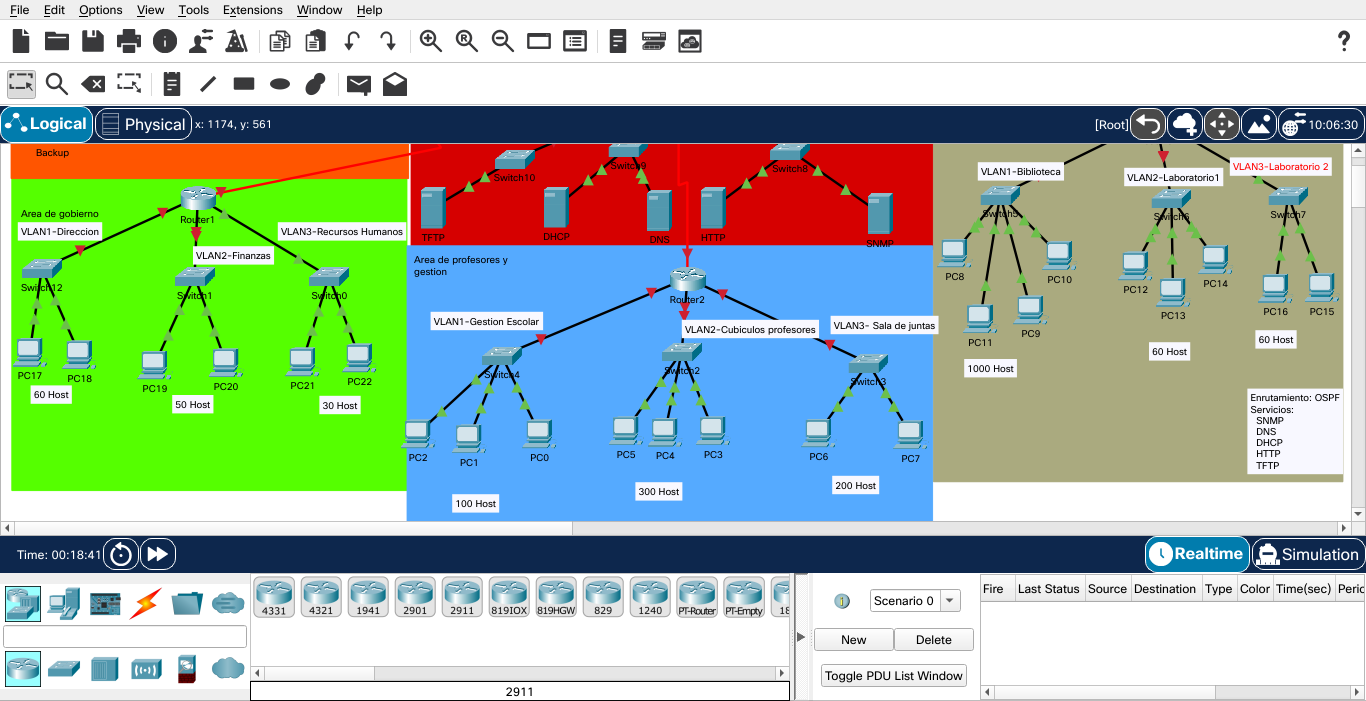 File Edit Options View Tools Extensions Window Help
Logical Physical x: 1174, y: 561 [Root] 10:06:30
Backup
Router1
Area de gobierno
VLAN1-Direccion
VLAN2-Finanzas
VLAN3-Recursos Humanos
Switch12
Switch1
Switch0
PC17
PC18
PC19
PC20
PC21
PC22
60 Host
50 Host
30 Host
Switch10
Switch9
Switch8
TFTP
DHCP
DNS
HTTP
SNMP
Area de profesores y
gestion
Router2
VLAN1-Gestion Escolar
VLAN2-Cubiculos profesores
VLAN3- Sala de juntas
Switch4
Switch2
Switch3
PC2
PC1
PC0
PC5
PC4
PC3
PC6
PC7
100 Host
300 Host
200 Host
VLAN1-Biblioteca
VLAN2-Laboratorio1
VLAN3-Laboratorio 2
Switch5
Switch6
Switch7
PC8
PC10
PC11
PC9
PC12
PC14
PC13
PC16
PC15
1000 Host
60 Host
60 Host
Enrutamiento: OSPF
Servicios:
SNMP
DNS
DHCP
HTTP
TFTP
Time: 00:18:41
Realtime Simulation
4331 4321 1941 2901 2911 819IOX 819HGW 829 1240 PT-Router PT-Empty 18
2911
Scenario 0
New Delete
Toggle PDU List Window
Fire Last Status Source Destination Type Color Time(sec) Perio